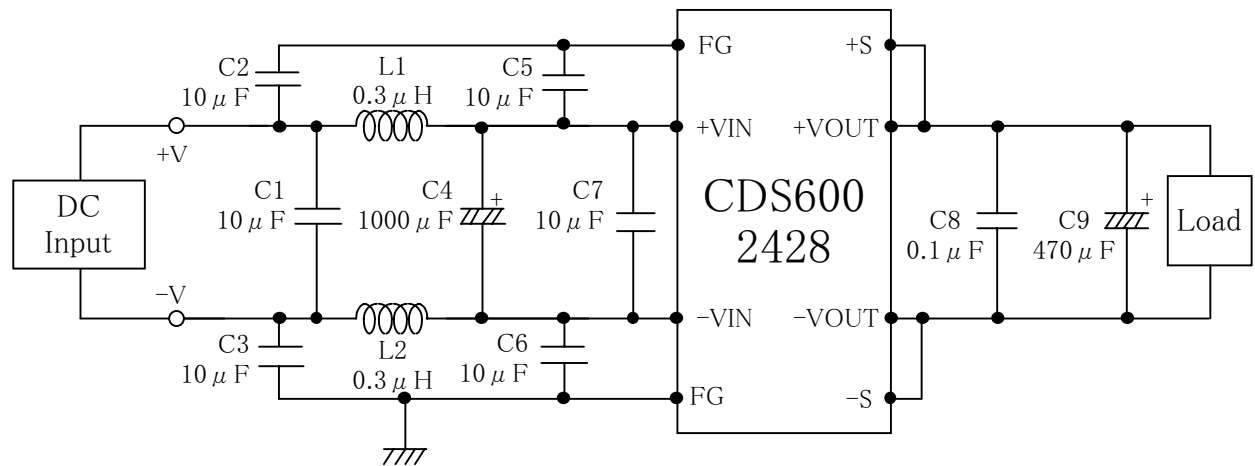 FG
+S
C2
10μF
L1
0.3μH
C5
10μF
+V
+VIN
+VOUT
DC
Input
C1
10μF
C4
1000μF
+
C7
10μF
CDS600
2428
C8
0.1μF
C9
470μF
+
Load
−V
−VIN
−VOUT
C3
10μF
L2
0.3μH
C6
10μF
FG
−S